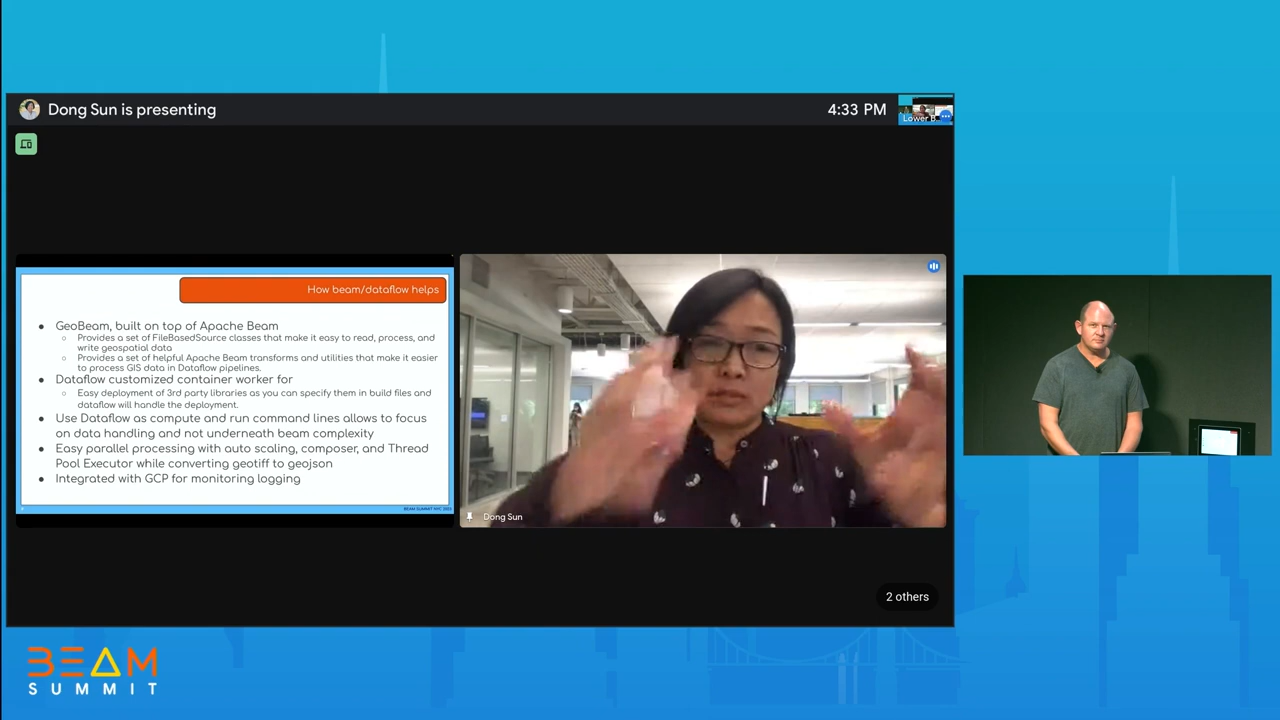 Dong Sun is presenting
4:33 PM
Lower B...
How beam/dataflow helps
● GeoBeam, built on top of Apache Beam
○ Provides a set of FileBasedSource classes that make it easy to read, process, and
write geospatial data
○ Provides a set of helpful Apache Beam transforms and utilities that make it easier
to process GIS data in Dataflow pipelines.
● Dataflow customized container worker for
○ Easy deployment of 3rd party libraries as you can specify them in build files and
dataflow will handle the deployment.
● Use Dataflow as compute and run command lines allows to focus
on data handling and not underneath beam complexity
● Easy parallel processing with auto scaling, composer, and Thread
Pool Executor while converting geotiff to geojson
● Integrated with GCP for monitoring logging
Dong Sun
2 others
BEAM
SUMMIT